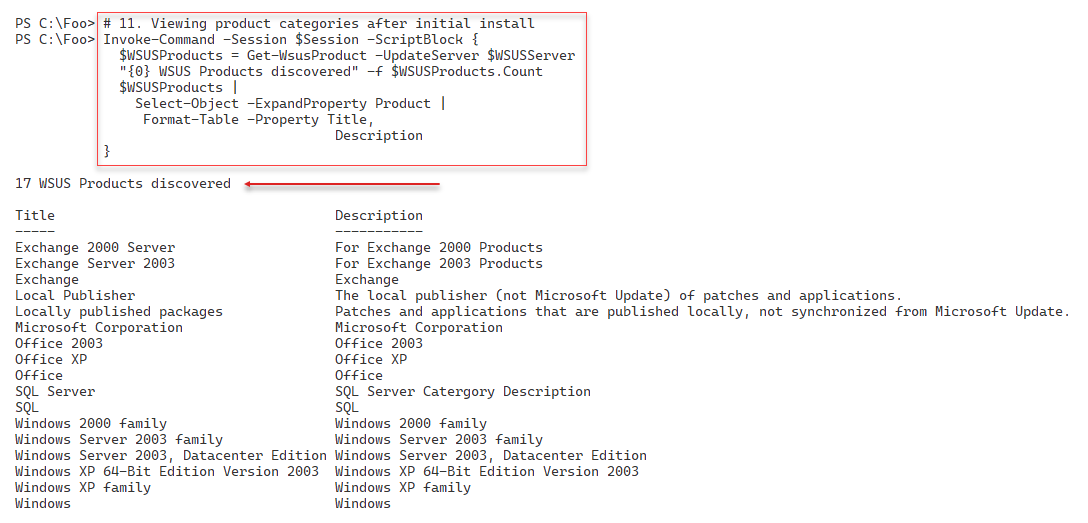 PS C:\Foo> # 11. Viewing product categories after initial install
PS C:\Foo> Invoke-Command -Session $Session -ScriptBlock {
  $WSUSProducts = Get-WsusProduct -UpdateServer $WSUSServer
  "{0} WSUS Products discovered" -f $WSUSProducts.Count
  $WSUSProducts |
    Select-Object -ExpandProperty Product |
     Format-Table -Property Title,
                             Description
}
17 WSUS Products discovered
Title                                   Description
-----                                   -----------
Exchange 2000 Server                    For Exchange 2000 Products
Exchange Server 2003                    For Exchange 2003 Products
Exchange                                Exchange
Local Publisher                         The local publisher (not Microsoft Update) of patches and applications.
Locally published packages              Patches and applications that are published locally, not synchronized from Microsoft Update.
Microsoft Corporation                   Microsoft Corporation
Office 2003                             Office 2003
Office XP                               Office XP
Office                                  Office
SQL Server                              SQL Server Catergory Description
SQL                                     SQL
Windows 2000 family                     Windows 2000 family
Windows Server 2003 family              Windows Server 2003 family
Windows Server 2003, Datacenter Edition Windows Server 2003, Datacenter Edition
Windows XP 64-Bit Edition Version 2003  Windows XP 64-Bit Edition Version 2003
Windows XP family                       Windows XP family
Windows                                 Windows